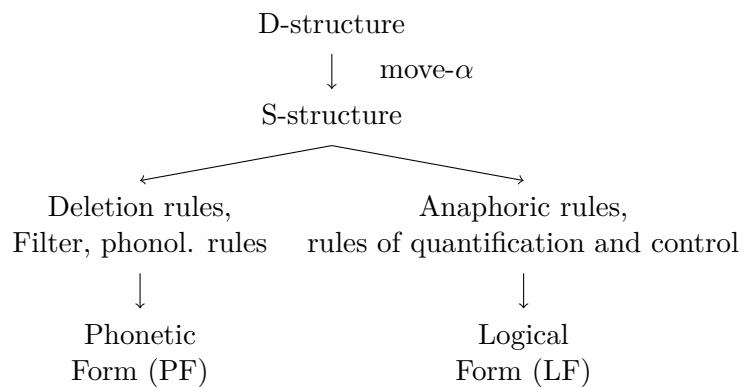 D-structure
move-α
S-structure
Deletion rules,
Filter, phonol. rules
Anaphoric rules,
rules of quantification and control
Phonetic
Form (PF)
Logical
Form (LF)